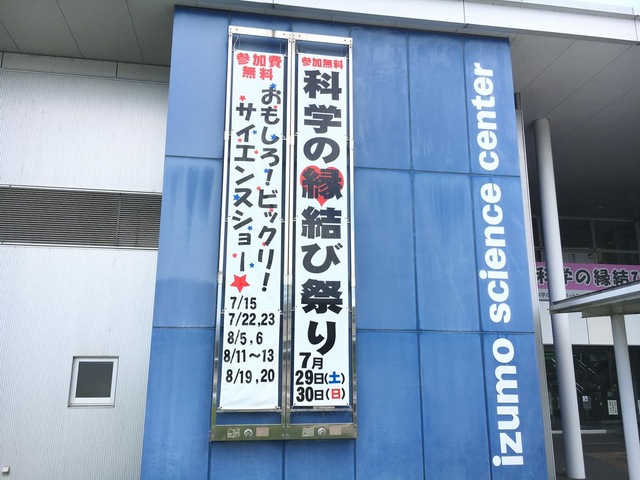 参加無料
科学の縁結び祭り
7月
29日(土)
30日(日)
参加費
無料
おもしろ!ビックリ!
サイエンスショー
7/15
7/22,23
8/5,6
8/11~13
8/19,20
izumo science center
科学の縁結び